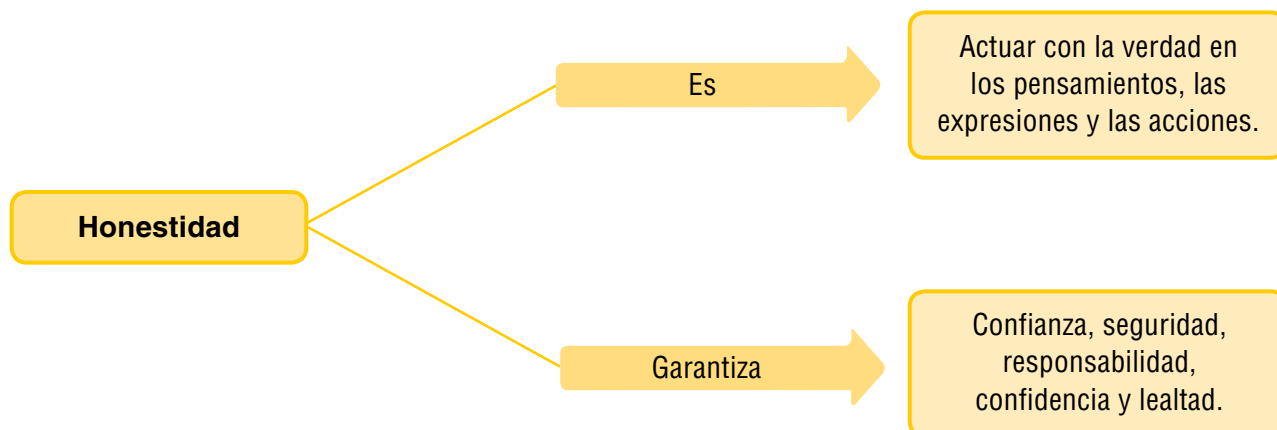 Honestidad
Es
Actuar con la verdad en
los pensamientos, las
expresiones y las acciones.
Garantiza
Confianza, seguridad,
responsabilidad,
confidencia y lealtad.